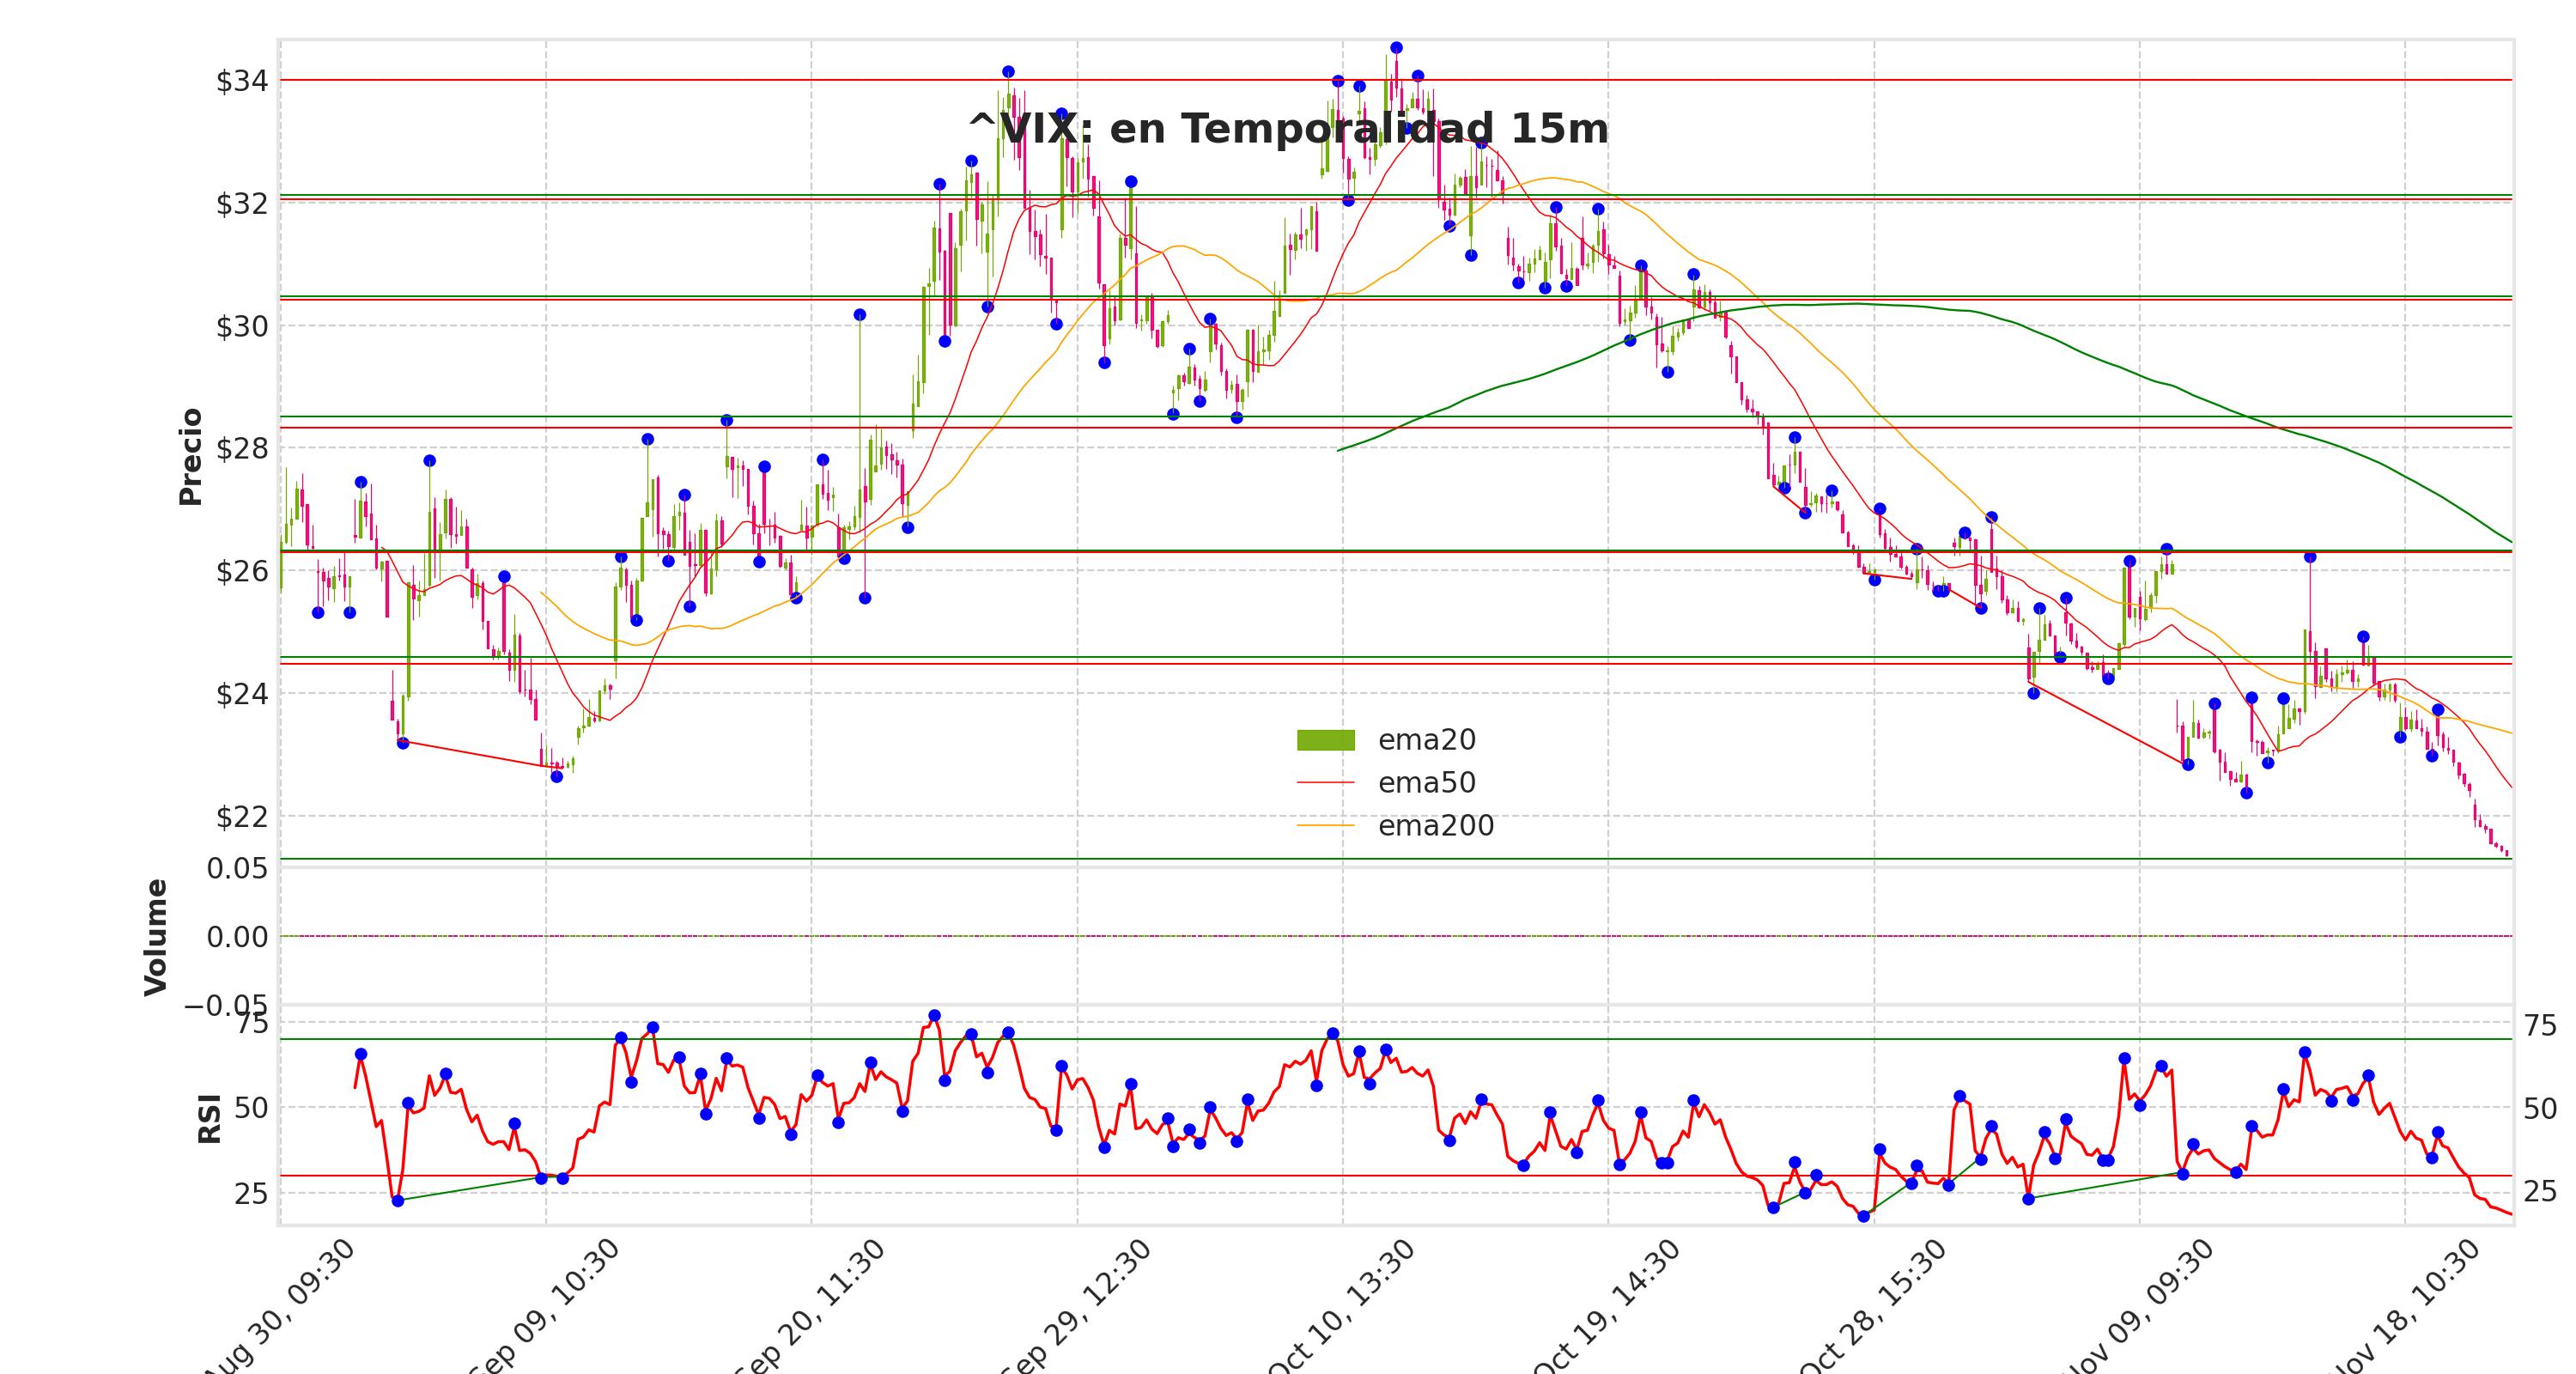 ^VIX: en Temporalidad 15m
Precio
$34
$32
$30
$28
$26
$24
$22
ema20
ema50
ema200
Volume
0.05
0.00
−0.05
RSI
75
50
25
75
50
25
Aug 30, 09:30
Sep 09, 10:30
Sep 20, 11:30
Sep 29, 12:30
Oct 10, 13:30
Oct 19, 14:30
Oct 28, 15:30
Nov 09, 09:30
Nov 18, 10:30